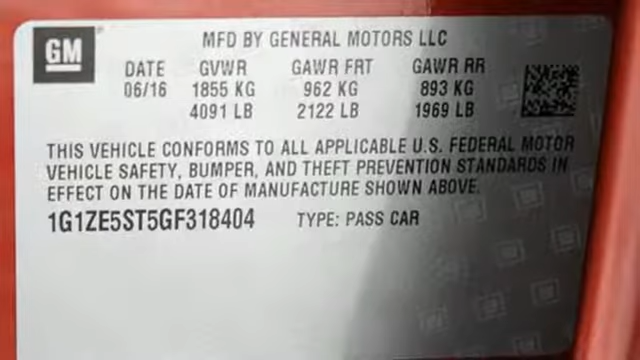 GM
MFD BY GENERAL MOTORS LLC
DATE GVWR GAWR FRT GAWR RR
06/16 1855 KG 962 KG 893 KG
4091 LB 2122 LB 1969 LB
THIS VEHICLE CONFORMS TO ALL APPLICABLE U.S. FEDERAL MOTOR
VEHICLE SAFETY, BUMPER, AND THEFT PREVENTION STANDARDS IN
EFFECT ON THE DATE OF MANUFACTURE SHOWN ABOVE.
1G1ZE5ST5GF318404 TYPE: PASS CAR